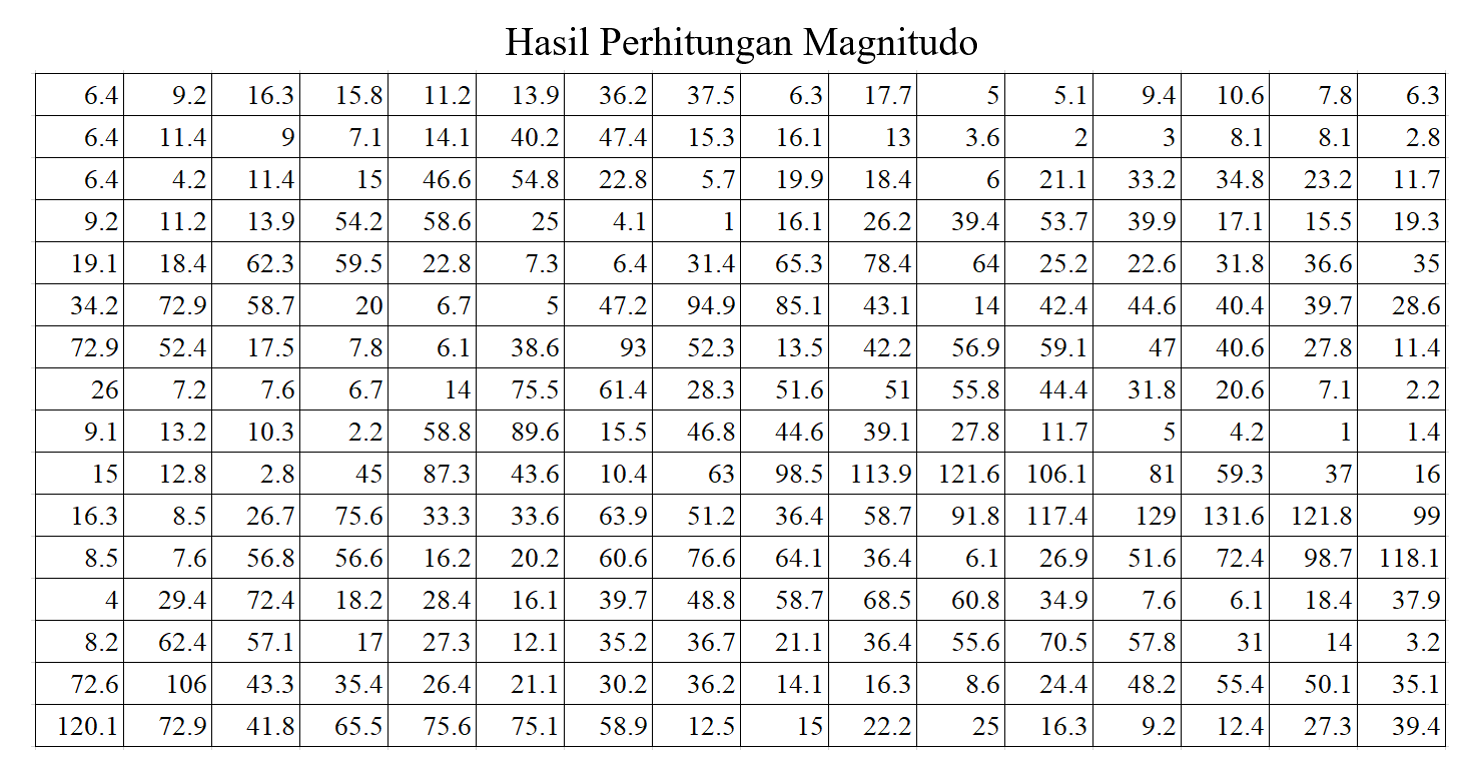 Hasil Perhitungan Magnitudo
6.4 9.2 16.3 15.8 11.2 13.9 36.2 37.5 6.3 17.7 5 5.1 9.4 10.6 7.8 6.3
6.4 11.4 9 7.1 14.1 40.2 47.4 15.3 16.1 13 3.6 2 3 8.1 8.1 2.8
6.4 4.2 11.4 15 46.6 54.8 22.8 5.7 19.9 18.4 6 21.1 33.2 34.8 23.2 11.7
9.2 11.2 13.9 54.2 58.6 25 4.1 1 16.1 26.2 39.4 53.7 39.9 17.1 15.5 19.3
19.1 18.4 62.3 59.5 22.8 7.3 6.4 31.4 65.3 78.4 64 25.2 22.6 31.8 36.6 35
34.2 72.9 58.7 20 6.7 5 47.2 94.9 85.1 43.1 14 42.4 44.6 40.4 39.7 28.6
72.9 52.4 17.5 7.8 6.1 38.6 93 52.3 13.5 42.2 56.9 59.1 47 40.6 27.8 11.4
26 7.2 7.6 6.7 14 75.5 61.4 28.3 51.6 51 55.8 44.4 31.8 20.6 7.1 2.2
9.1 13.2 10.3 2.2 58.8 89.6 15.5 46.8 44.6 39.1 27.8 11.7 5 4.2 1 1.4
15 12.8 2.8 45 87.3 43.6 10.4 63 98.5 113.9 121.6 106.1 81 59.3 37 16
16.3 8.5 26.7 75.6 33.3 33.6 63.9 51.2 36.4 58.7 91.8 117.4 129 131.6 121.8 99
8.5 7.6 56.8 56.6 16.2 20.2 60.6 76.6 64.1 36.4 6.1 26.9 51.6 72.4 98.7 118.1
4 29.4 72.4 18.2 28.4 16.1 39.7 48.8 58.7 68.5 60.8 34.9 7.6 6.1 18.4 37.9
8.2 62.4 57.1 17 27.3 12.1 35.2 36.7 21.1 36.4 55.6 70.5 57.8 31 14 3.2
72.6 106 43.3 35.4 26.4 21.1 30.2 36.2 14.1 16.3 8.6 24.4 48.2 55.4 50.1 35.1
120.1 72.9 41.8 65.5 75.6 75.1 58.9 12.5 15 22.2 25 16.3 9.2 12.4 27.3 39.4